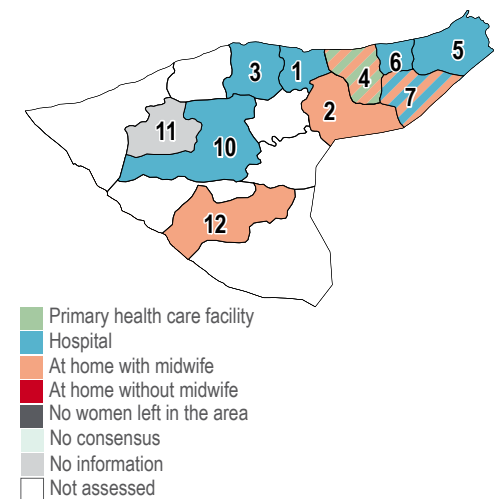 5
6
3
1
4
7
2
11
10
12
Primary health care facility
Hospital
At home with midwife
At home without midwife
No women left in the area
No consensus
No information
Not assessed